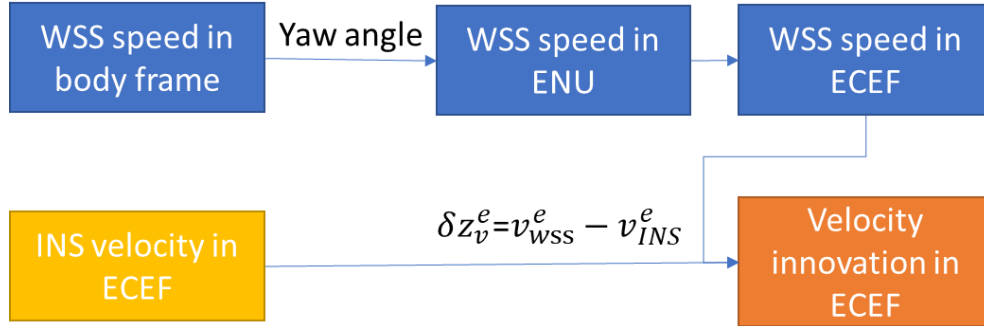 WSS speed in
body frame
Yaw angle
WSS speed in
ENU
WSS speed in
ECEF
INS velocity in
ECEF
δz_v^e=v_wss^e − v_INS^e
Velocity
innovation in
ECEF